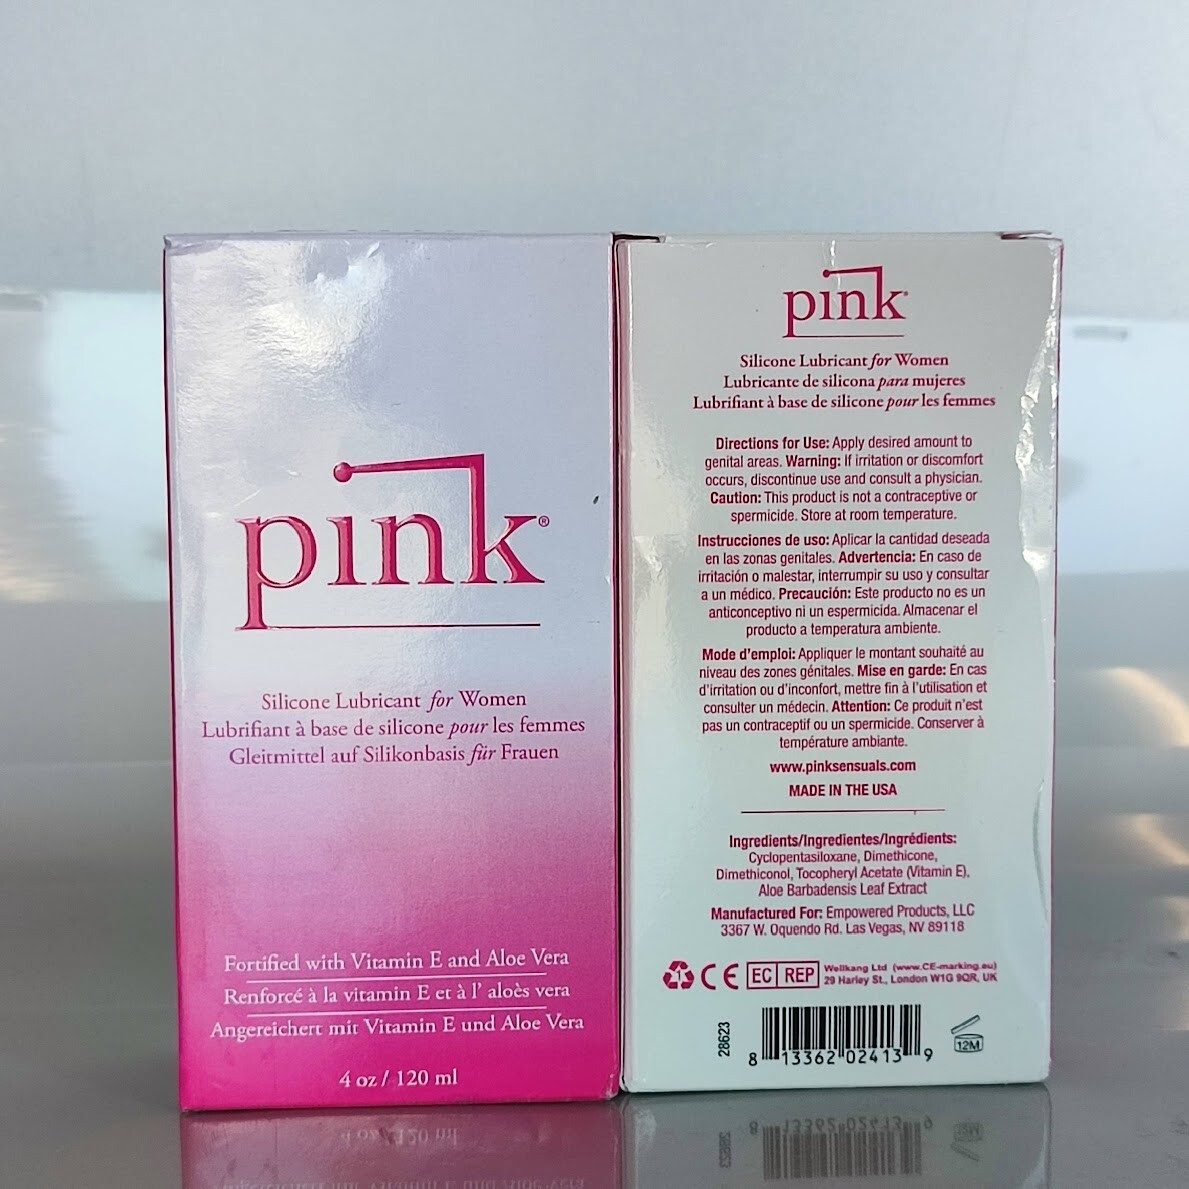 pink®
Silicone Lubricant for Women
Lubrifiant à base de silicone pour les femmes
Gleitmittel auf Silikonbasis für Frauen
Fortified with Vitamin E and Aloe Vera
Renforcé à la vitamin E et à l' aloès vera
Angereichert mit Vitamin E und Aloe Vera
4 oz / 120 ml
pink®
Silicone Lubricant for Women
Lubricante de silicona para mujeres
Lubrifiant à base de silicone pour les femmes
Directions for Use: Apply desired amount to
genital areas. Warning: If irritation or discomfort
occurs, discontinue use and consult a physician.
Caution: This product is not a contraceptive or
spermicide. Store at room temperature.
Instrucciones de uso: Aplicar la cantidad deseada
en las zonas genitales. Advertencia: En caso de
irritación o malestar, interrumpir su uso y consultar
a un médico. Precaución: Este producto no es un
anticonceptivo ni un espermicida. Almacenar el
producto a temperatura ambiente.
Mode d'emploi: Appliquer le montant souhaité au
niveau des zones génitales. Mise en garde: En cas
d'irritation ou d'inconfort, mettre fin à l'utilisation et
consulter un médecin. Attention: Ce produit n'est
pas un contraceptif ou un spermicide. Conserver à
température ambiante.
www.pinksensuals.com
MADE IN THE USA
Ingredients/Ingredientes/Ingrédients:
Cyclopentasiloxane, Dimethicone,
Dimethiconol, Tocopheryl Acetate (Vitamin E),
Aloe Barbadensis Leaf Extract
Manufactured For: Empowered Products, LLC
3367 W. Oquendo Rd. Las Vegas, NV 89118
1 CE EC REP Wellkang Ltd (www.CE-marking.eu)
29 Harley St., London W1G 9QR, UK
28623
8 13362 02413 9
12M